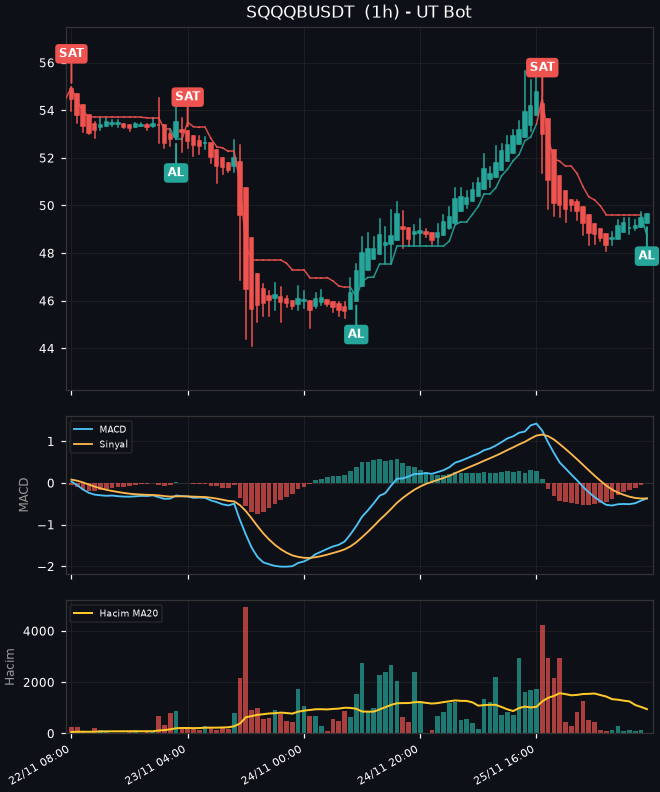 SQQQBUSDT (1h) - UT Bot
SAT
SAT
SAT
AL
AL
AL
56
54
52
50
48
46
44
MACD
Sinyal
MACD
1
0
−1
−2
Hacim MA20
Hacim
4000
2000
0
22/11 08:00
23/11 04:00
24/11 00:00
24/11 20:00
25/11 16:00